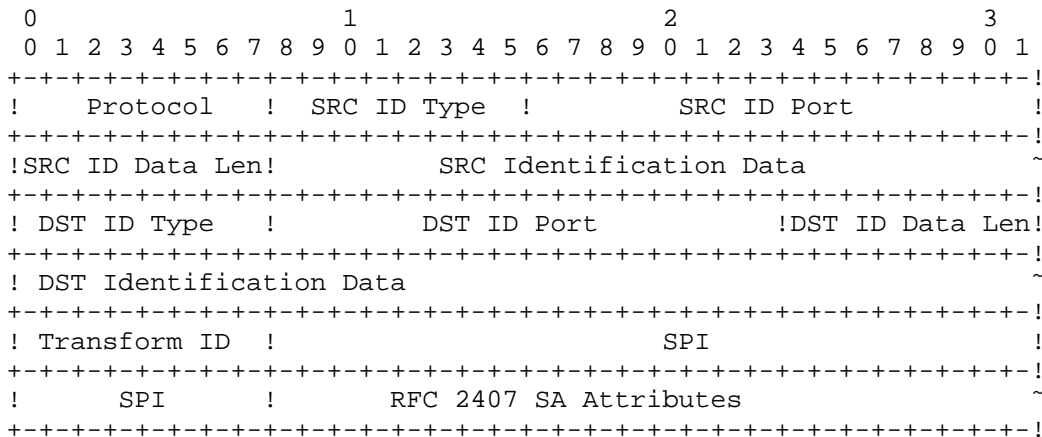 0                   1                   2                   3
 0 1 2 3 4 5 6 7 8 9 0 1 2 3 4 5 6 7 8 9 0 1 2 3 4 5 6 7 8 9 0 1
+-+-+-+-+-+-+-+-+-+-+-+-+-+-+-+-+-+-+-+-+-+-+-+-+-+-+-+-+-+-+-+-!
!    Protocol   !  SRC ID Type  !         SRC ID Port           !
+-+-+-+-+-+-+-+-+-+-+-+-+-+-+-+-+-+-+-+-+-+-+-+-+-+-+-+-+-+-+-+-!
!SRC ID Data Len!          SRC Identification Data              ~
+-+-+-+-+-+-+-+-+-+-+-+-+-+-+-+-+-+-+-+-+-+-+-+-+-+-+-+-+-+-+-+-!
! DST ID Type   !         DST ID Port           !DST ID Data Len!
+-+-+-+-+-+-+-+-+-+-+-+-+-+-+-+-+-+-+-+-+-+-+-+-+-+-+-+-+-+-+-+-!
! DST Identification Data                                       ~
+-+-+-+-+-+-+-+-+-+-+-+-+-+-+-+-+-+-+-+-+-+-+-+-+-+-+-+-+-+-+-+-!
! Transform ID  !                        SPI                    !
+-+-+-+-+-+-+-+-+-+-+-+-+-+-+-+-+-+-+-+-+-+-+-+-+-+-+-+-+-+-+-+-!
!      SPI      !       RFC 2407 SA Attributes                  ~
+-+-+-+-+-+-+-+-+-+-+-+-+-+-+-+-+-+-+-+-+-+-+-+-+-+-+-+-+-+-+-+-!